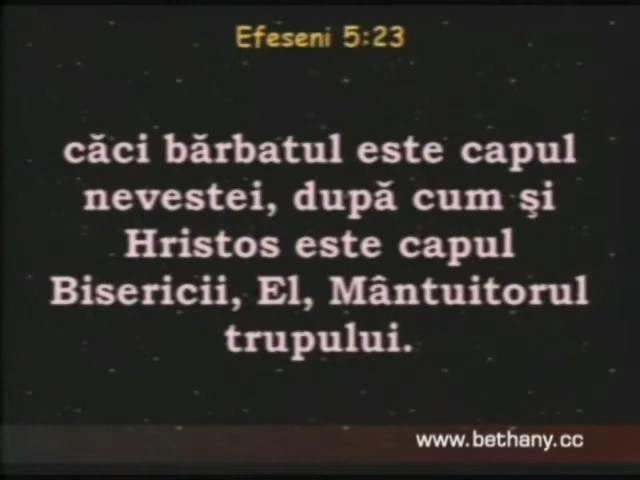 Efeseni 5:23
căci bărbatul este capul
nevestei, după cum şi
Hristos este capul
Bisericii, El, Mântuitorul
trupului.
www.bethany.cc